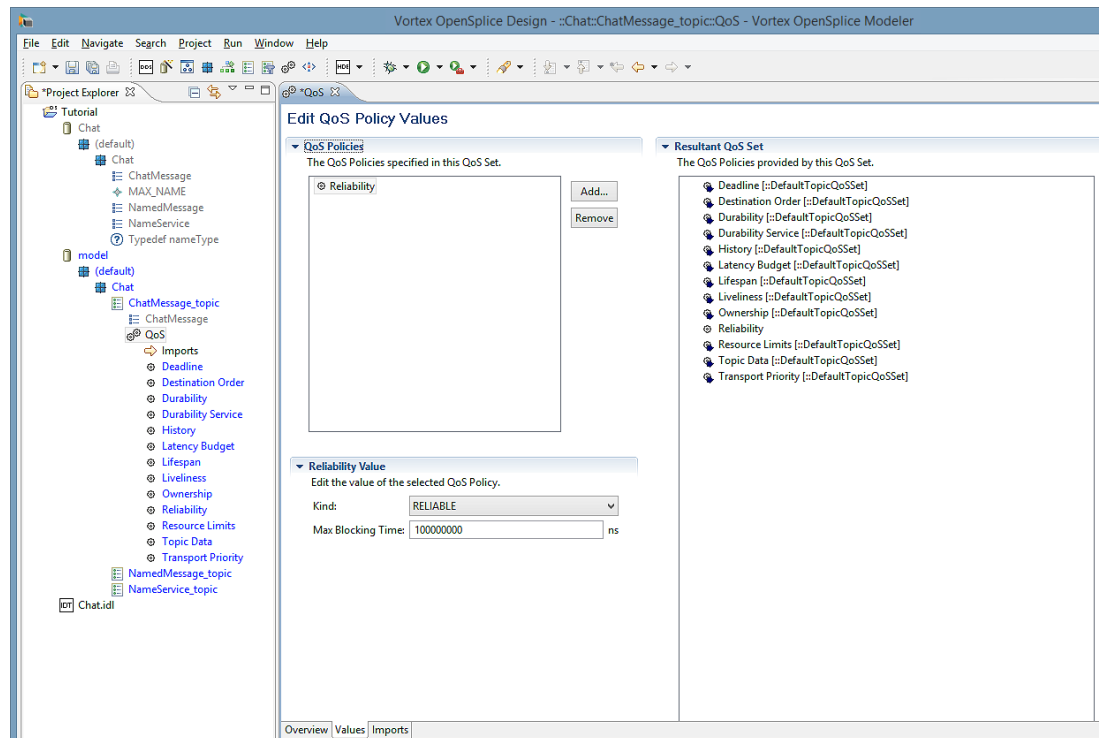 Vortex OpenSplice Design - ::Chat::ChatMessage_topic::QoS - Vortex OpenSplice Modeler
File Edit Navigate Search Project Run Window Help
*Project Explorer
Tutorial
Chat
(default)
Chat
ChatMessage
MAX_NAME
NamedMessage
NameService
Typedef nameType
model
(default)
Chat
ChatMessage_topic
ChatMessage
QoS
Imports
Deadline
Destination Order
Durability
Durability Service
History
Latency Budget
Lifespan
Liveliness
Ownership
Reliability
Resource Limits
Topic Data
Transport Priority
NamedMessage_topic
NameService_topic
IDT Chat.idl
*QoS
Edit QoS Policy Values
QoS Policies
The QoS Policies specified in this QoS Set.
Reliability
Add...
Remove
Reliability Value
Edit the value of the selected QoS Policy.
Kind: RELIABLE
Max Blocking Time: 100000000 ns
Resultant QoS Set
The QoS Policies provided by this QoS Set.
Deadline [::DefaultTopicQoSSet]
Destination Order [::DefaultTopicQoSSet]
Durability [::DefaultTopicQoSSet]
Durability Service [::DefaultTopicQoSSet]
History [::DefaultTopicQoSSet]
Latency Budget [::DefaultTopicQoSSet]
Lifespan [::DefaultTopicQoSSet]
Liveliness [::DefaultTopicQoSSet]
Ownership [::DefaultTopicQoSSet]
Reliability
Resource Limits [::DefaultTopicQoSSet]
Topic Data [::DefaultTopicQoSSet]
Transport Priority [::DefaultTopicQoSSet]
Overview Values Imports